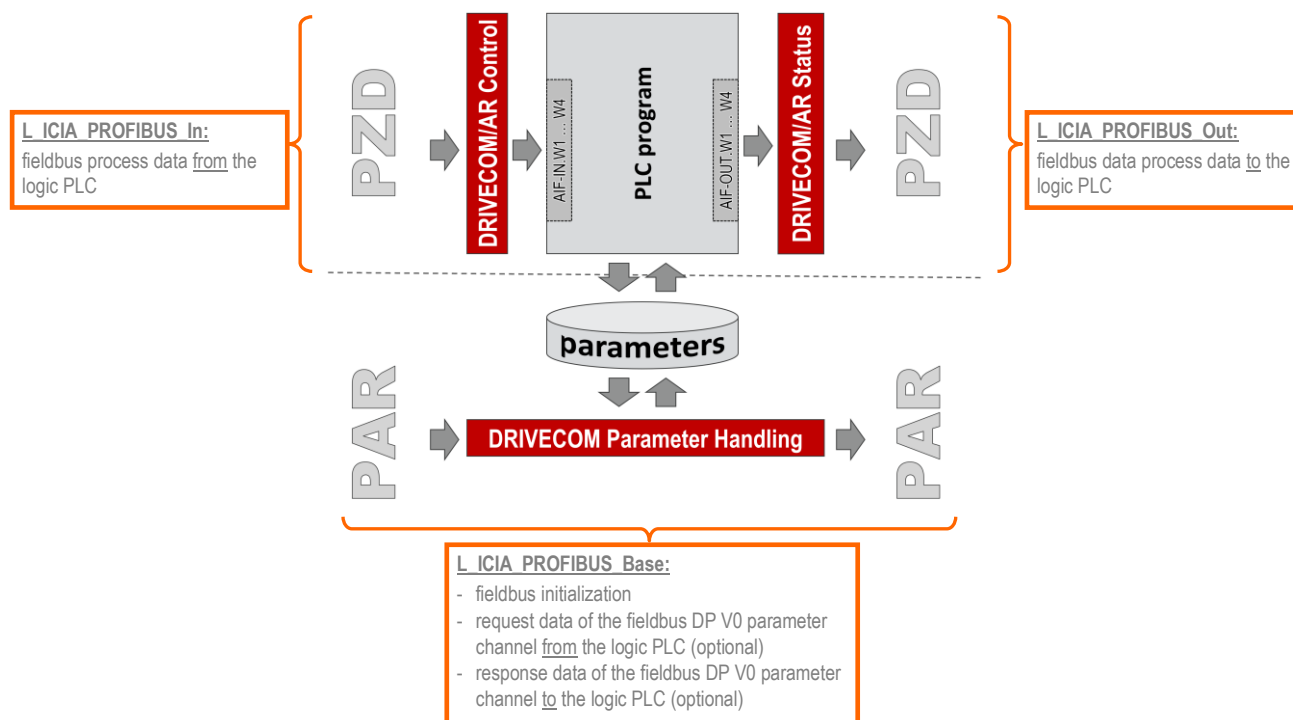 L_ICIA_PROFIBUS_In:
fieldbus process data from the
logic PLC
PZD
DRIVECOM/AR Control
AIF-IN.W1 ... W4
PLC program
AIF-OUT.W1 ... W4
DRIVECOM/AR Status
PZD
L_ICIA_PROFIBUS_Out:
fieldbus data process data to the
logic PLC
parameters
PAR
DRIVECOM Parameter Handling
PAR
L_ICIA_PROFIBUS_Base:
- fieldbus initialization
- request data of the fieldbus DP V0 parameter
channel from the logic PLC (optional)
- response data of the fieldbus DP V0 parameter
channel to the logic PLC (optional)